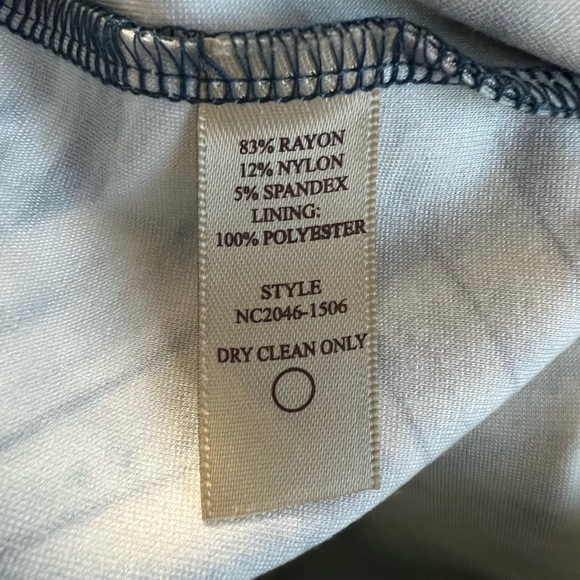 83% RAYON
12% NYLON
5% SPANDEX
LINING:
100% POLYESTER
STYLE
NC2046-1506
DRY CLEAN ONLY